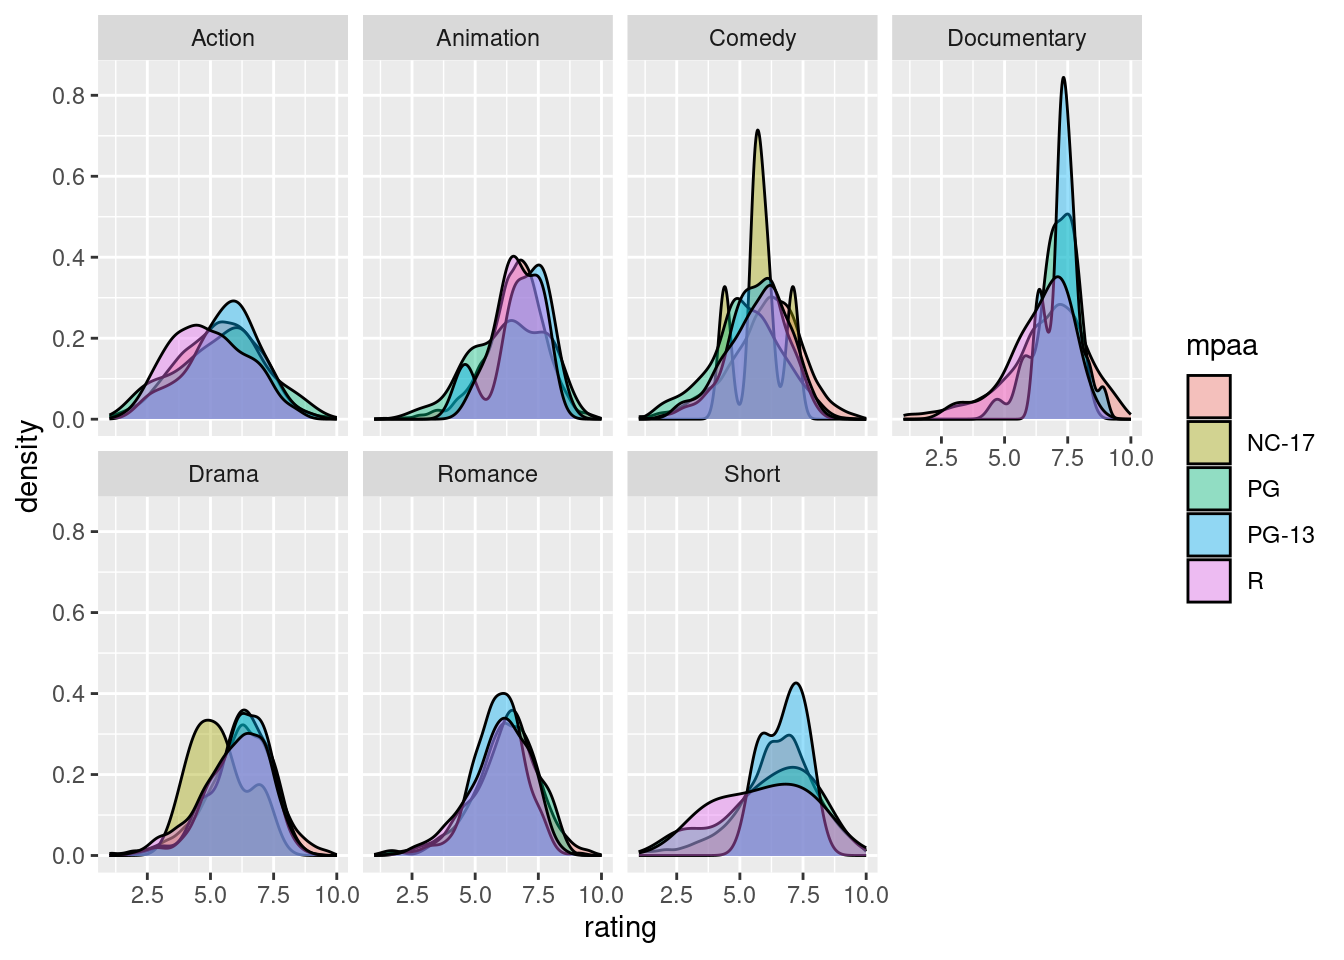 Action Animation Comedy Documentary
0.8
0.6
0.4
0.2
0.0
2.5 5.0 7.5 10.0
density
Drama Romance Short
0.8
0.6
0.4
0.2
0.0
2.5 5.0 7.5 10.0 2.5 5.0 7.5 10.0 2.5 5.0 7.5 10.0
rating
mpaa
NC-17
PG
PG-13
R